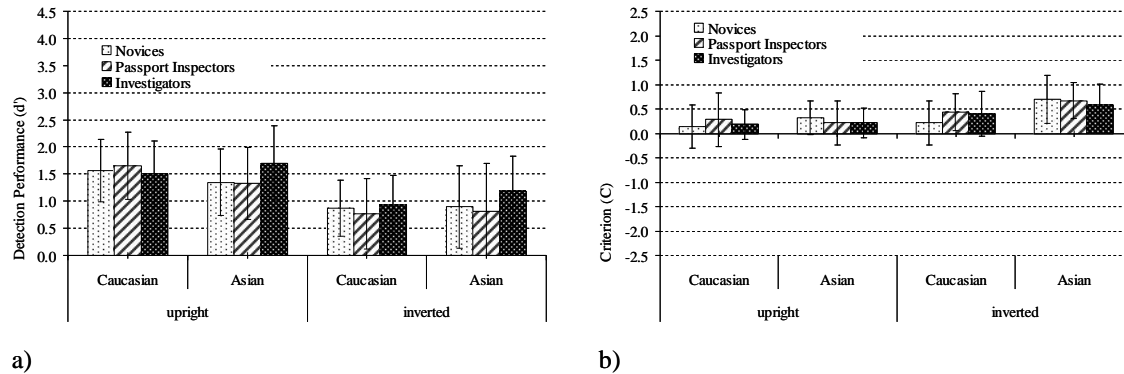 4.5
4.0
3.5
3.0
2.5
2.0
1.5
1.0
0.5
0.0
Detection Performance (d')
Novices
Passport Inspectors
Investigators
Caucasian Asian Caucasian Asian
upright inverted
a)
2.5
2.0
1.5
1.0
0.5
0.0
-0.5
-1.0
-1.5
-2.0
-2.5
Criterion (C)
Novices
Passport Inspectors
Investigators
Caucasian Asian Caucasian Asian
upright inverted
b)